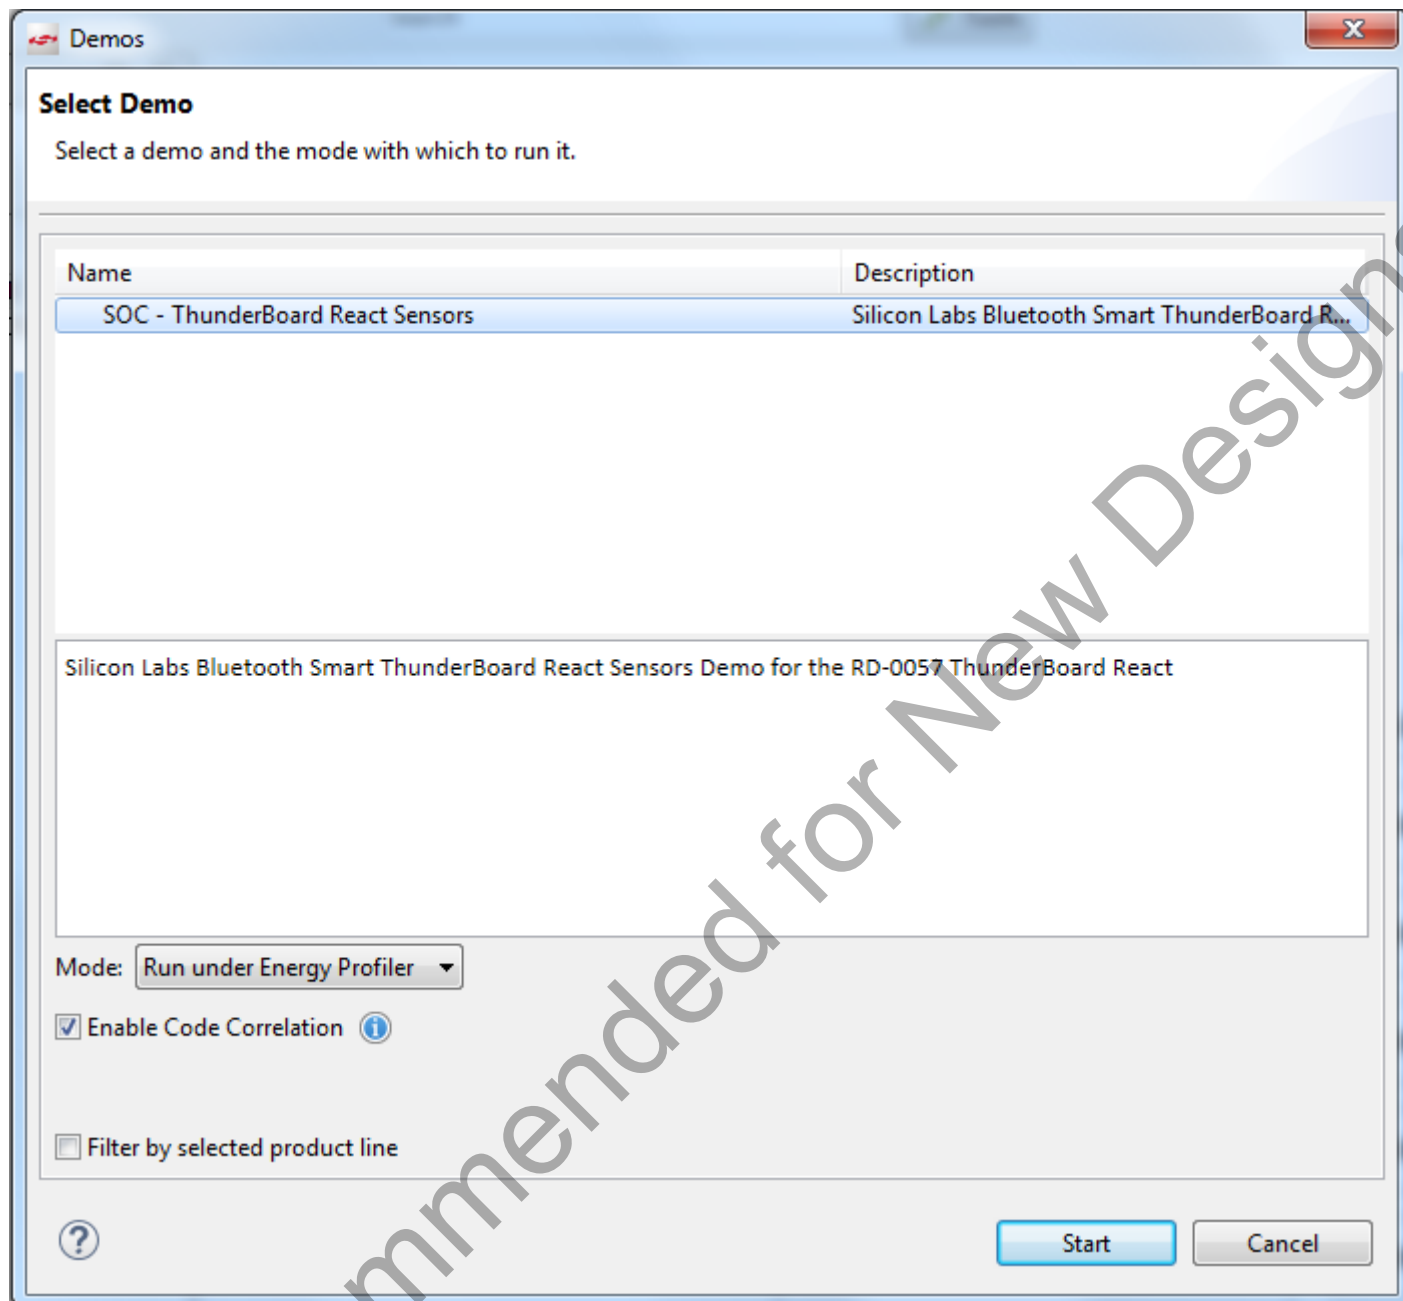 Demos
Select Demo
Select a demo and the mode with which to run it.
Name Description
SOC - ThunderBoard React Sensors Silicon Labs Bluetooth Smart ThunderBoard R...
Silicon Labs Bluetooth Smart ThunderBoard React Sensors Demo for the RD-0057 ThunderBoard React
Mode: Run under Energy Profiler
Enable Code Correlation
Filter by selected product line
Start Cancel
mmended for New Design